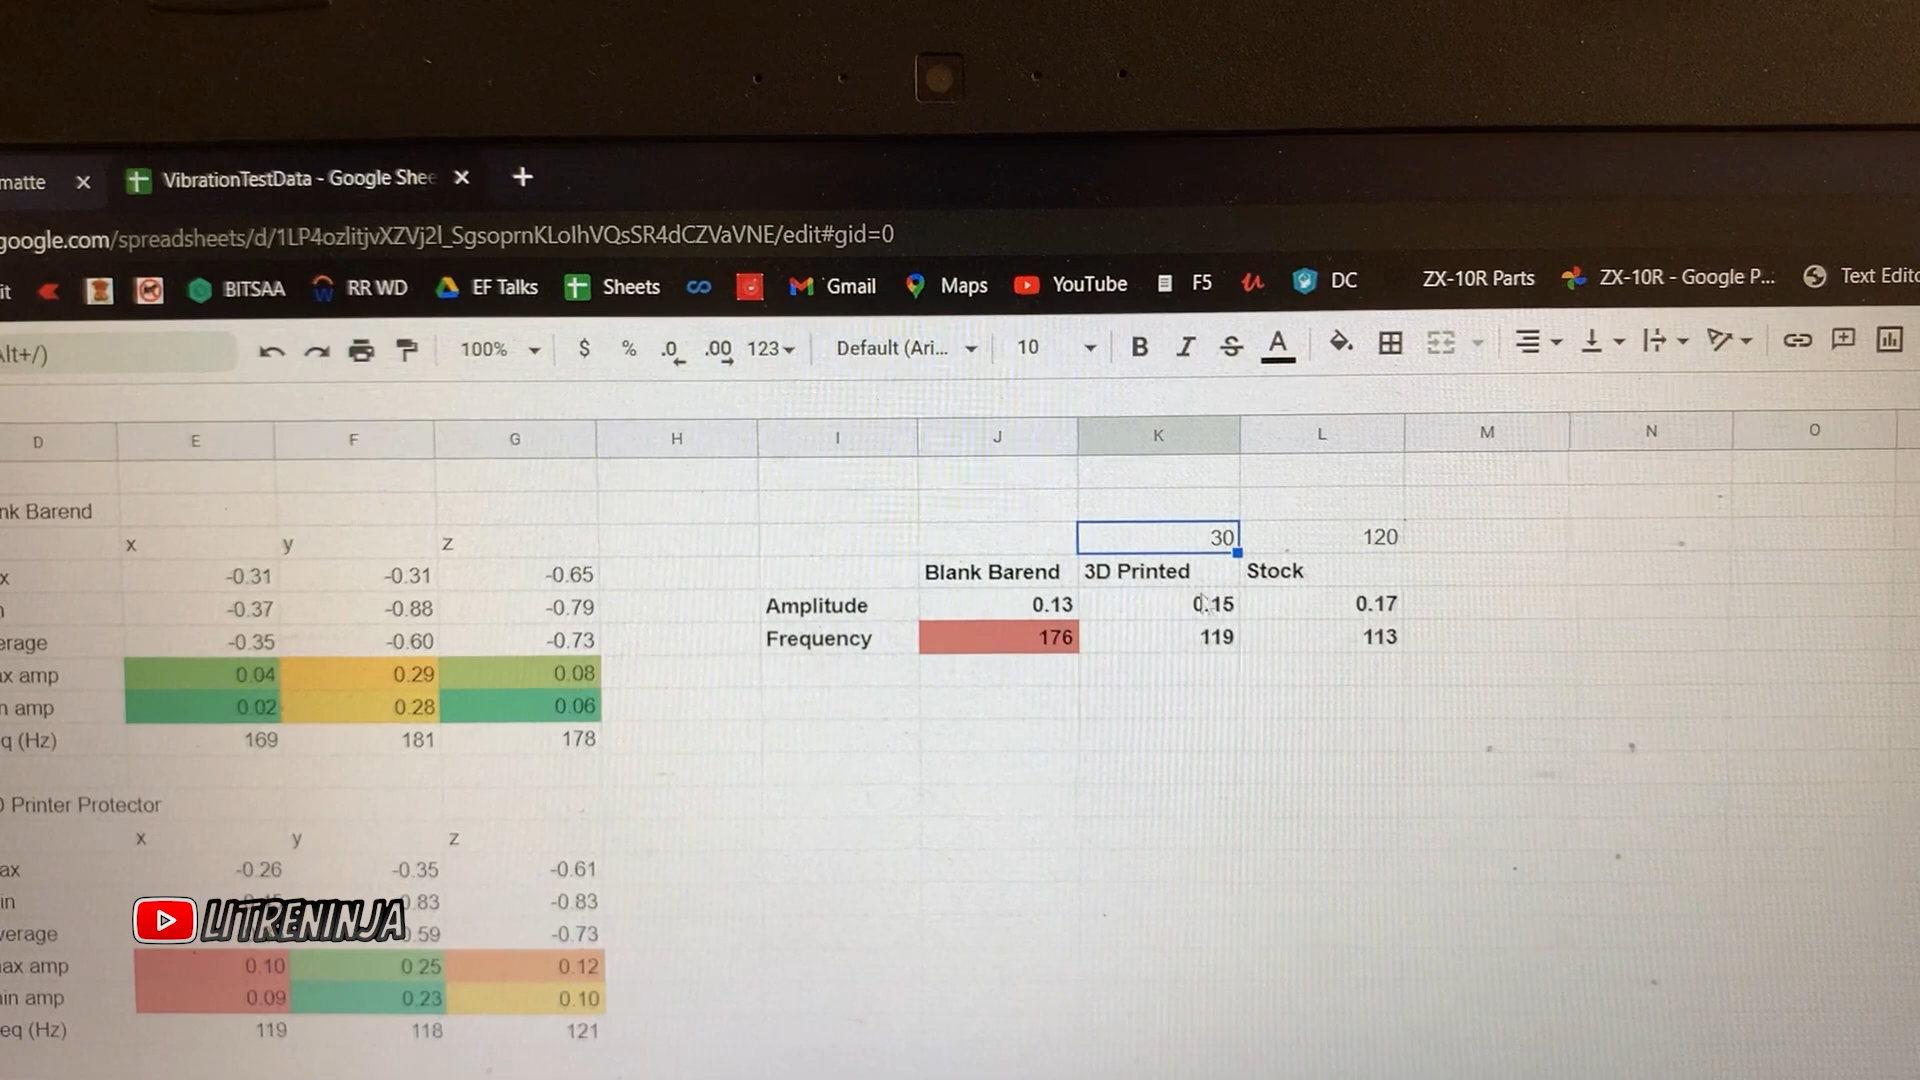 matte
VibrationTestData - Google Shee
google.com/spreadsheets/d/1LP4ozlitjvXZVj2l_SgsoprnKLoIhVQsSR4dCZVaVNE/edit#gid=0
it BITSAA RR WD EF Talks Sheets Gmail Maps YouTube F5 DC ZX-10R Parts ZX-10R - Google P... Text Edito
Alt+/) 100% $ % .0 .00 123 Default (Ari... 10 B I S A
D E F G H I J K L M N O
nk Barend
30 120
x y z
Blank Barend 3D Printed Stock
x -0.31 -0.31 -0.65
Amplitude 0.13 0.15 0.17
n -0.37 -0.88 -0.79
Frequency 176 119 113
erage -0.35 -0.60 -0.73
ax amp 0.04 0.29 0.08
n amp 0.02 0.28 0.06
q (Hz) 169 181 178
D Printer Protector
x y z
ax -0.26 -0.35 -0.61
in 0.83 -0.83
LITRENINJA
verage 0.59 -0.73
ax amp 0.10 0.25 0.12
in amp 0.09 0.23 0.10
eq (Hz) 119 118 121